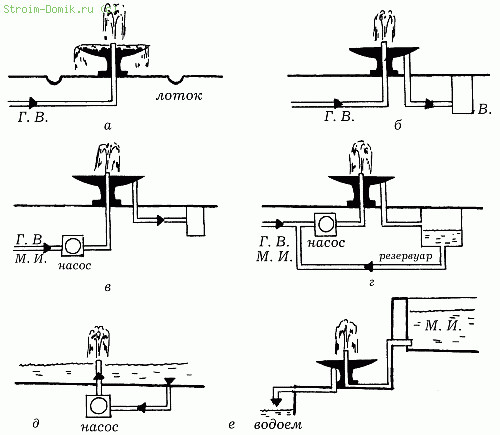 Stroim-Domik.ru
лоток
Г. В.
а
Г. В.
В.
б
Г. В.
М. И.
насос
в
Г. В.
М. И.
насос
резервуар
г
М. И.
д
насос
е
водоем